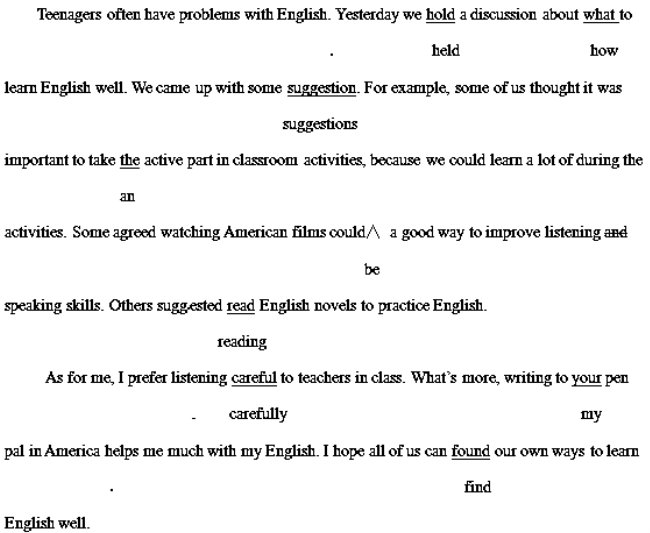 Teenagers often have problems with English. Yesterday we hold a discussion about what to
. held how
learn English well. We came up with some suggestion. For example, some of us thought it was
suggestions
important to take the active part in classroom activities, because we could learn a lot of during the
an
activities. Some agreed watching American films could∧ a good way to improve listening and
be
speaking skills. Others suggested read English novels to practice English.
reading
As for me, I prefer listening careful to teachers in class. What's more, writing to your pen
. carefully my
pal in America helps me much with my English. I hope all of us can found our own ways to learn
. find
English well.